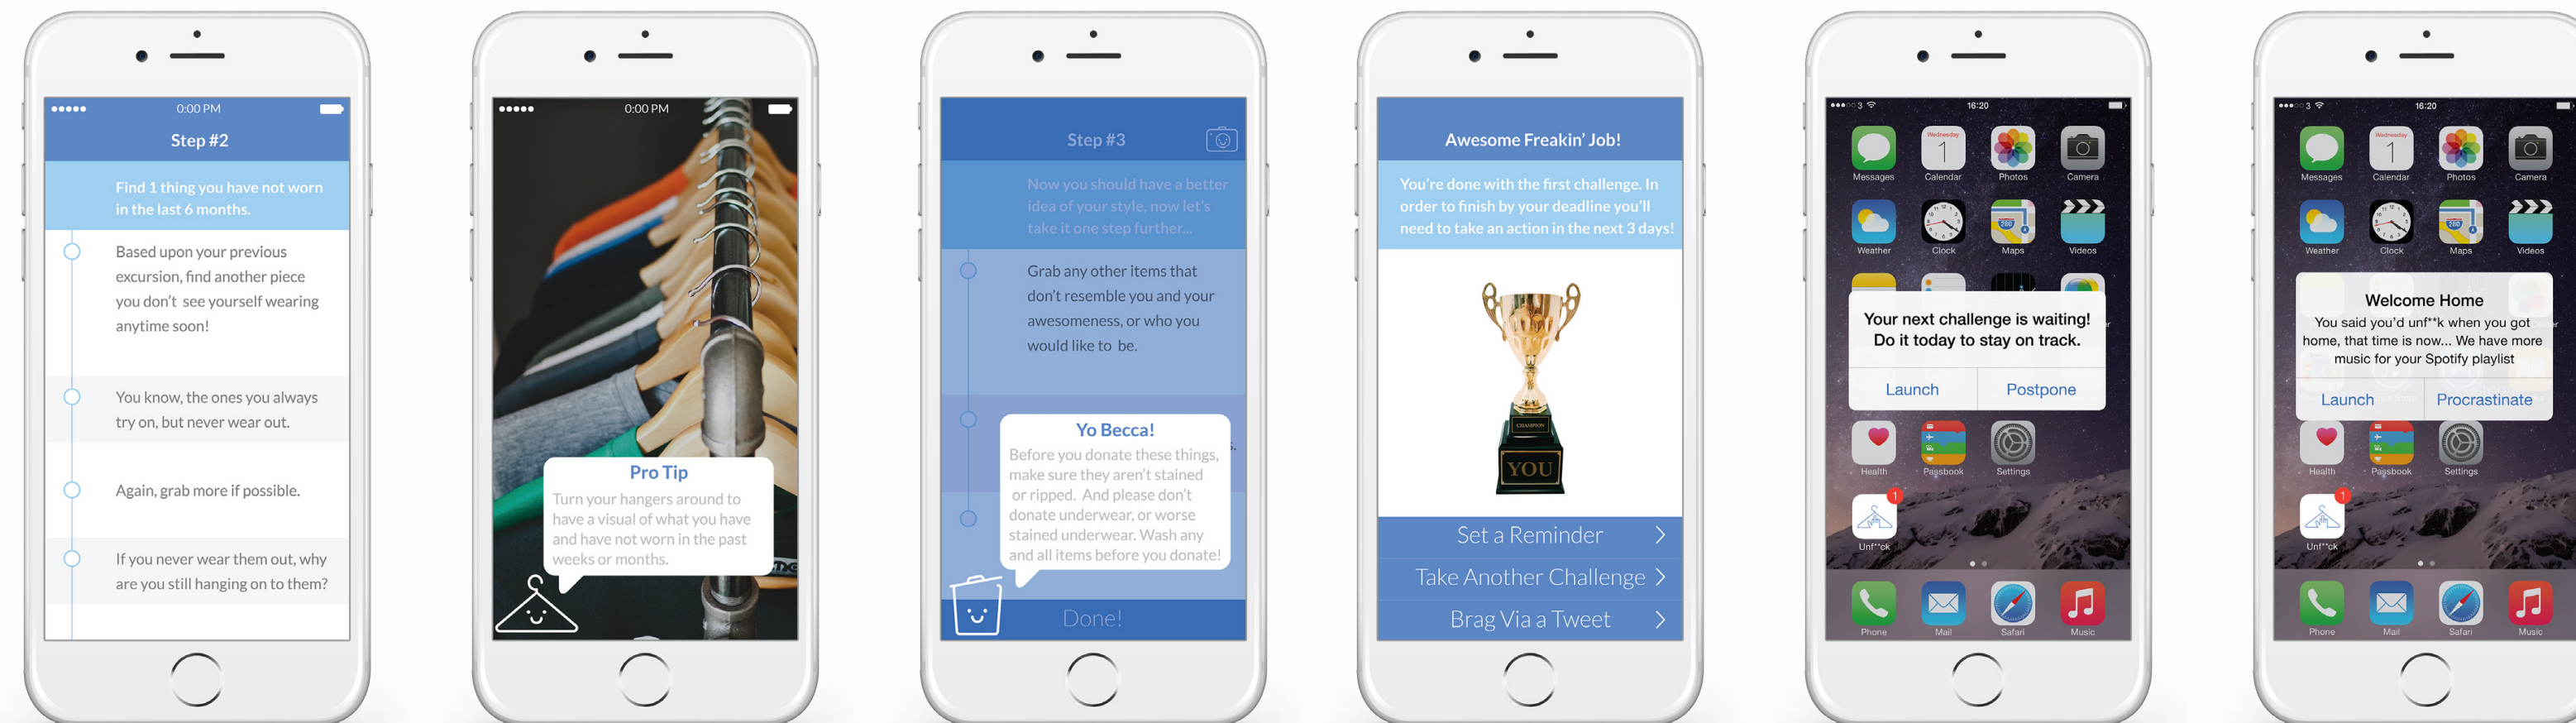 0:00 PM
Step #2
Find 1 thing you have not worn
in the last 6 months.
Based upon your previous
excursion, find another piece
you don't see yourself wearing
anytime soon!
You know, the ones you always
try on, but never wear out.
Again, grab more if possible.
If you never wear them out, why
are you still hanging on to them?
0:00 PM
Pro Tip
Turn your hangers around to
have a visual of what you have
and have not worn in the past
weeks or months.
Step #3
Now you should have a better
idea of your style, now let's
take it one step further...
Grab any other items that
don't resemble you and your
awesomeness, or who you
would like to be.
Yo Becca!
Before you donate these things,
make sure they aren't stained
or ripped. And please don't
donate underwear, or worse
stained underwear. Wash any
and all items before you donate!
Done!
Awesome Freakin' Job!
You're done with the first challenge. In
order to finish by your deadline you'll
need to take an action in the next 3 days!
CHAMPION
YOU
Set a Reminder
Take Another Challenge
Brag Via a Tweet
3 16:20
Wednesday
1
Messages Calendar Photos Camera
280
Weather Clock Maps Videos
Your next challenge is waiting!
Do it today to stay on track.
Launch Postpone
Health Passbook Settings
1
Unf**ck
Phone Mail Safari Music
3 16:20
Wednesday
1
Messages Calendar Photos Camera
280
Weather Clock Maps Videos
Welcome Home
You said you'd unf**k when you got
home, that time is now... We have more
music for your Spotify playlist
Launch Procrastinate
Health Passbook Settings
1
Unf**ck
Phone Mail Safari Music